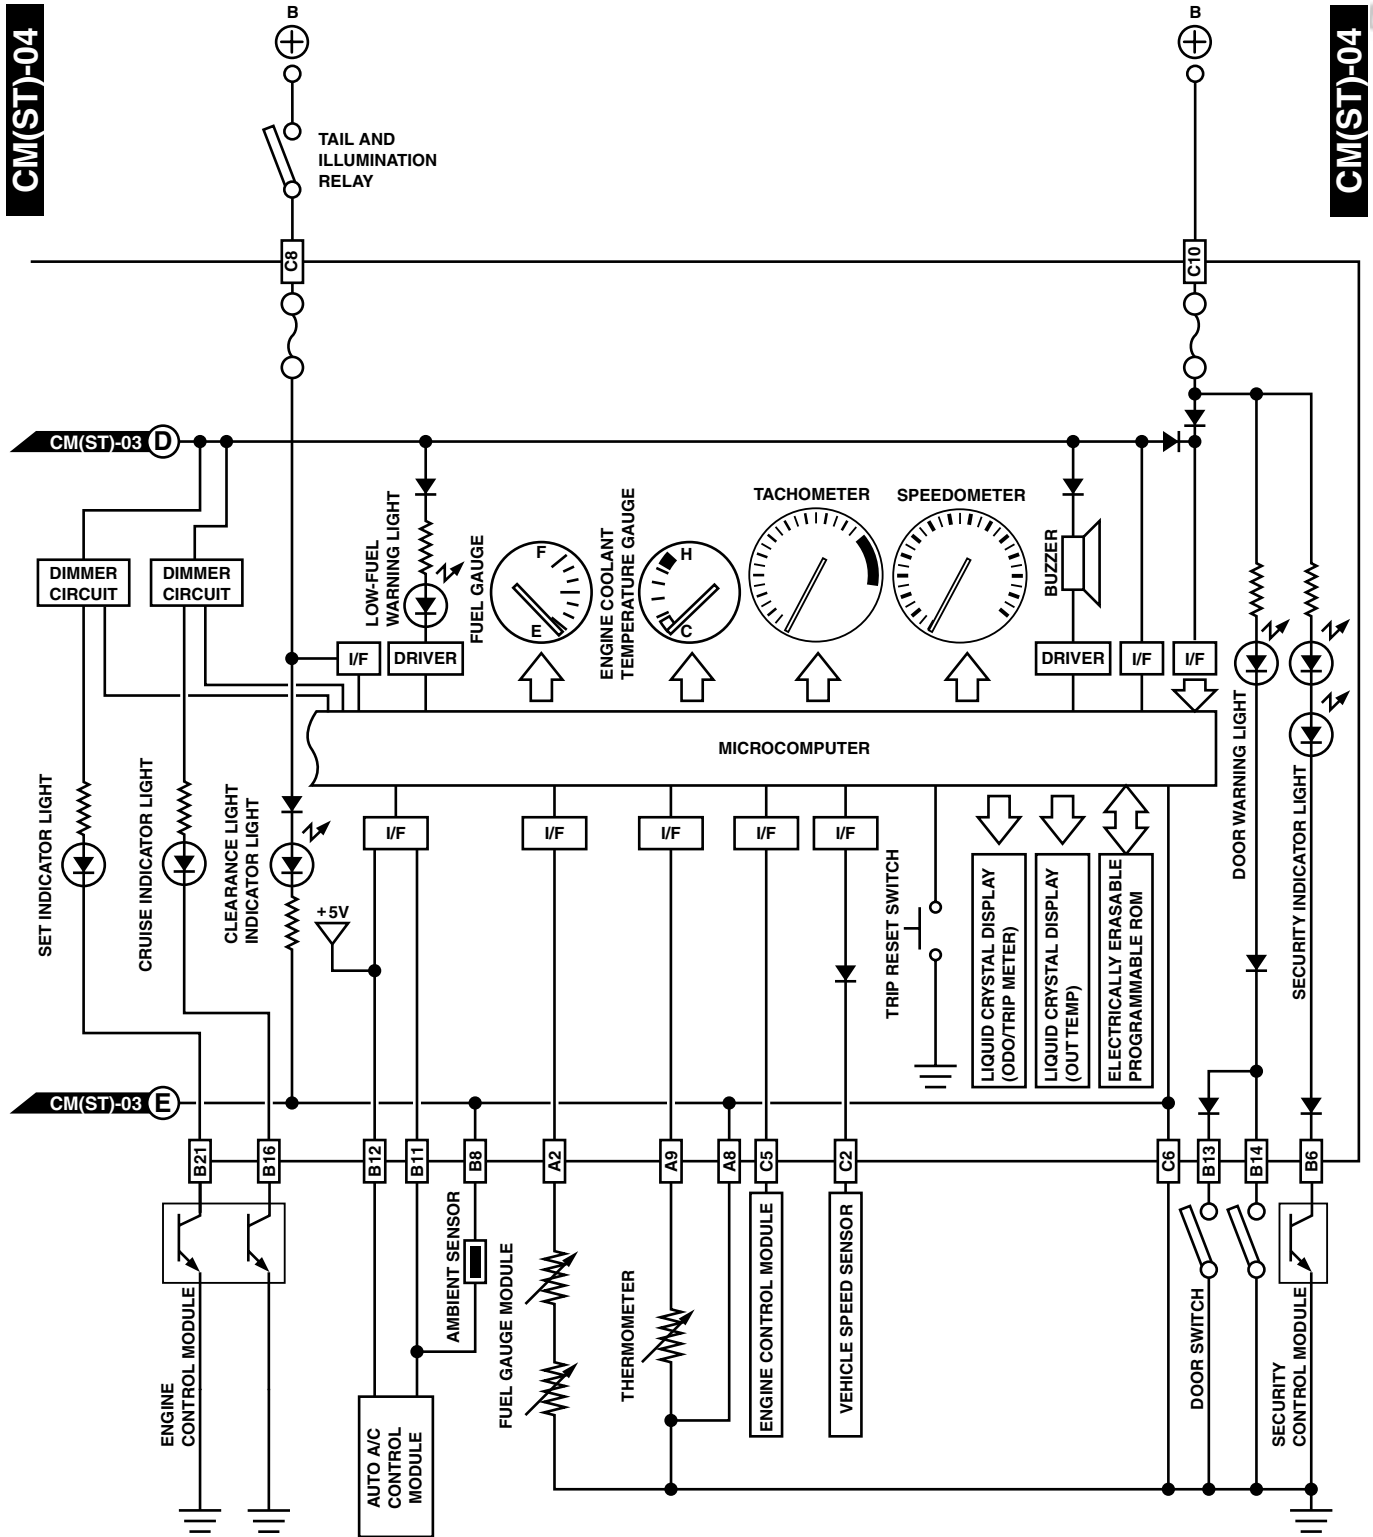 CM(ST)-04
B
B
CM(ST)-04
TAIL AND
ILLUMINATION
RELAY
C8
C10
CM(ST)-03
D
LOW-FUEL
WARNING LIGHT
FUEL GAUGE
F
E
ENGINE COOLANT
TEMPERATURE GAUGE
H
C
TACHOMETER
SPEEDOMETER
BUZZER
DIMMER
CIRCUIT
DIMMER
CIRCUIT
I/F
DRIVER
DRIVER
I/F
I/F
MICROCOMPUTER
SET INDICATOR LIGHT
CRUISE INDICATOR LIGHT
CLEARANCE LIGHT
INDICATOR LIGHT
+5V
I/F
I/F
I/F
I/F
I/F
TRIP RESET SWITCH
LIQUID CRYSTAL DISPLAY
(ODO/TRIP METER)
LIQUID CRYSTAL DISPLAY
(OUT TEMP)
ELECTRICALLY ERASABLE
PROGRAMMABLE ROM
DOOR WARNING LIGHT
SECURITY INDICATOR LIGHT
CM(ST)-03
E
B21
B16
B12
B11
B8
A2
A9
A8
C5
C2
C6
B13
B14
B6
ENGINE
CONTROL MODULE
AUTO A/C
CONTROL
MODULE
AMBIENT SENSOR
FUEL GAUGE MODULE
THERMOMETER
ENGINE CONTROL MODULE
VEHICLE SPEED SENSOR
DOOR SWITCH
SECURITY
CONTROL MODULE